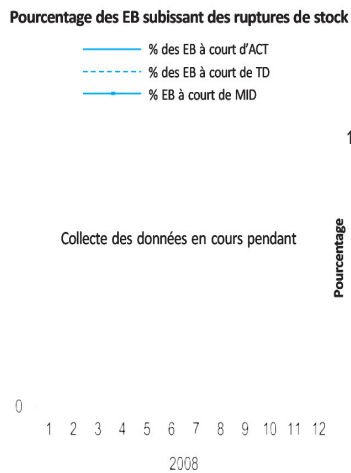 Pourcentage des EB subissant des ruptures de stock
% des EB à court d’ACT
% des EB à court de TD
% EB à court de MID
1
Collecte des données en cours pendant
Pourcentage
0
1 2 3 4 5 6 7 8 9 10 11 12
2008